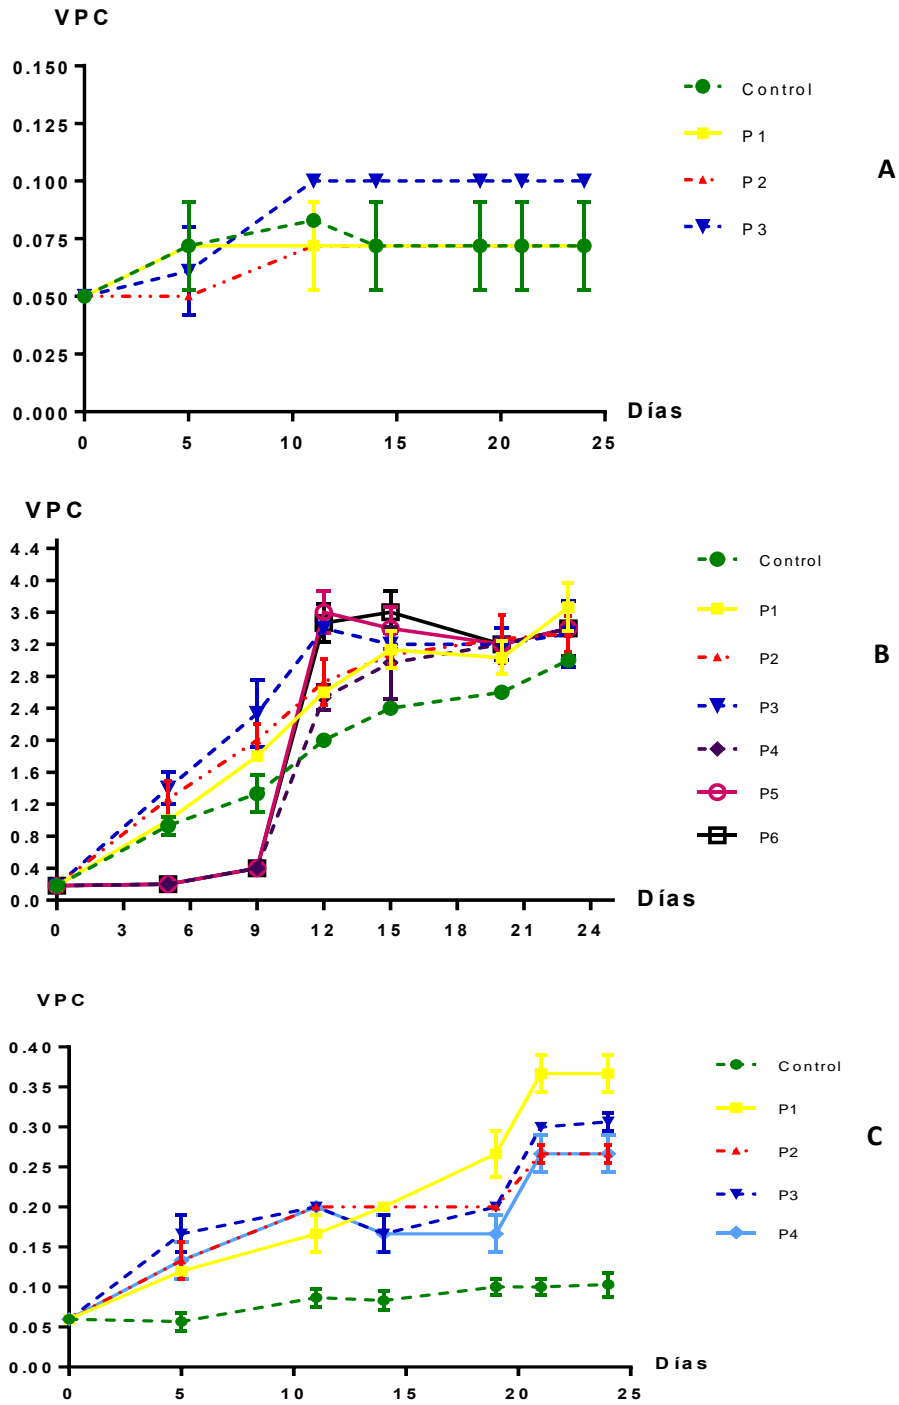 VPC
0.150
0.125
0.100
0.075
0.050
0.025
0.000
0 5 10 15 20 25
Días
Control
P1
P2
P3
A
VPC
4.4
4.0
3.6
3.2
2.8
2.4
2.0
1.6
1.2
0.8
0.4
0.0
0 3 6 9 12 15 18 21 24
Días
Control
P1
P2
P3
P4
P5
P6
B
VPC
0.40
0.35
0.30
0.25
0.20
0.15
0.10
0.05
0.00
0 5 10 15 20 25
Días
Control
P1
P2
P3
P4
C